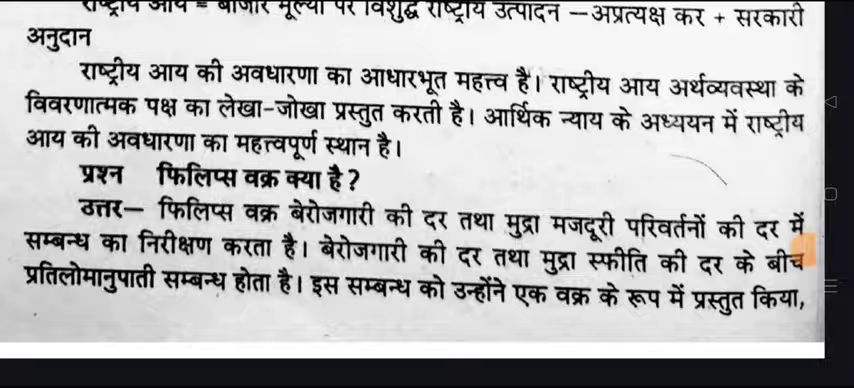 राष्ट्रीय आय = बाजार मूल्यों पर विशुद्ध राष्ट्रीय उत्पादन —अप्रत्यक्ष कर + सरकारी
अनुदान
राष्ट्रीय आय की अवधारणा का आधारभूत महत्त्व है। राष्ट्रीय आय अर्थव्यवस्था के
विवरणात्मक पक्ष का लेखा-जोखा प्रस्तुत करती है। आर्थिक न्याय के अध्ययन में राष्ट्रीय
आय की अवधारणा का महत्त्वपूर्ण स्थान है।
प्रश्न फिलिप्स वक्र क्या है?
उत्तर— फिलिप्स वक्र बेरोजगारी की दर तथा मुद्रा मजदूरी परिवर्तनों की दर में
सम्बन्ध का निरीक्षण करता है। बेरोजगारी की दर तथा मुद्रा स्फीति की दर के बीच
प्रतिलोमानुपाती सम्बन्ध होता है। इस सम्बन्ध को उन्होंने एक वक्र के रूप में प्रस्तुत किया,